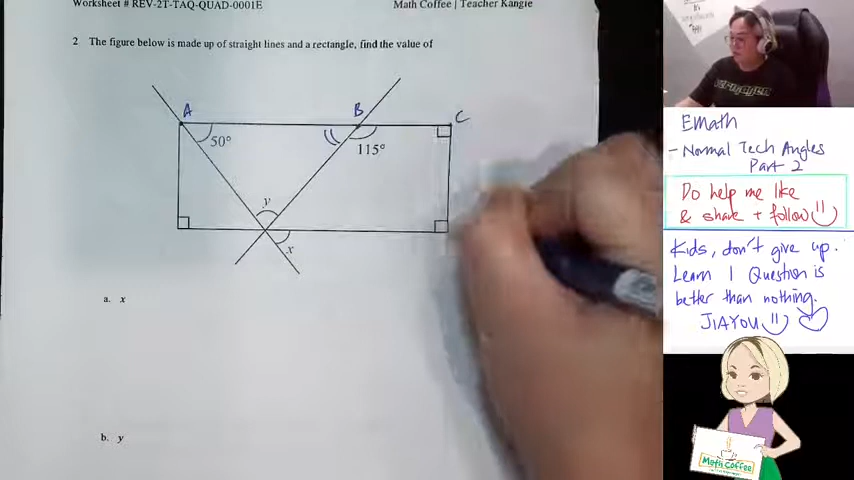 Worksheet # REV-2T-TAQ-QUAD-0001E
Math Coffee | Teacher Kangie
2 The figure below is made up of straight lines and a rectangle, find the value of
A
B
C
50°
115°
y
x
a. x
b. y
EMath
- Normal Tech Angles
Part 2
Do help me like
& share + follow
Kids, don't give up.
Learn 1 Question is
better than nothing.
JIAYOU
Math Coffee